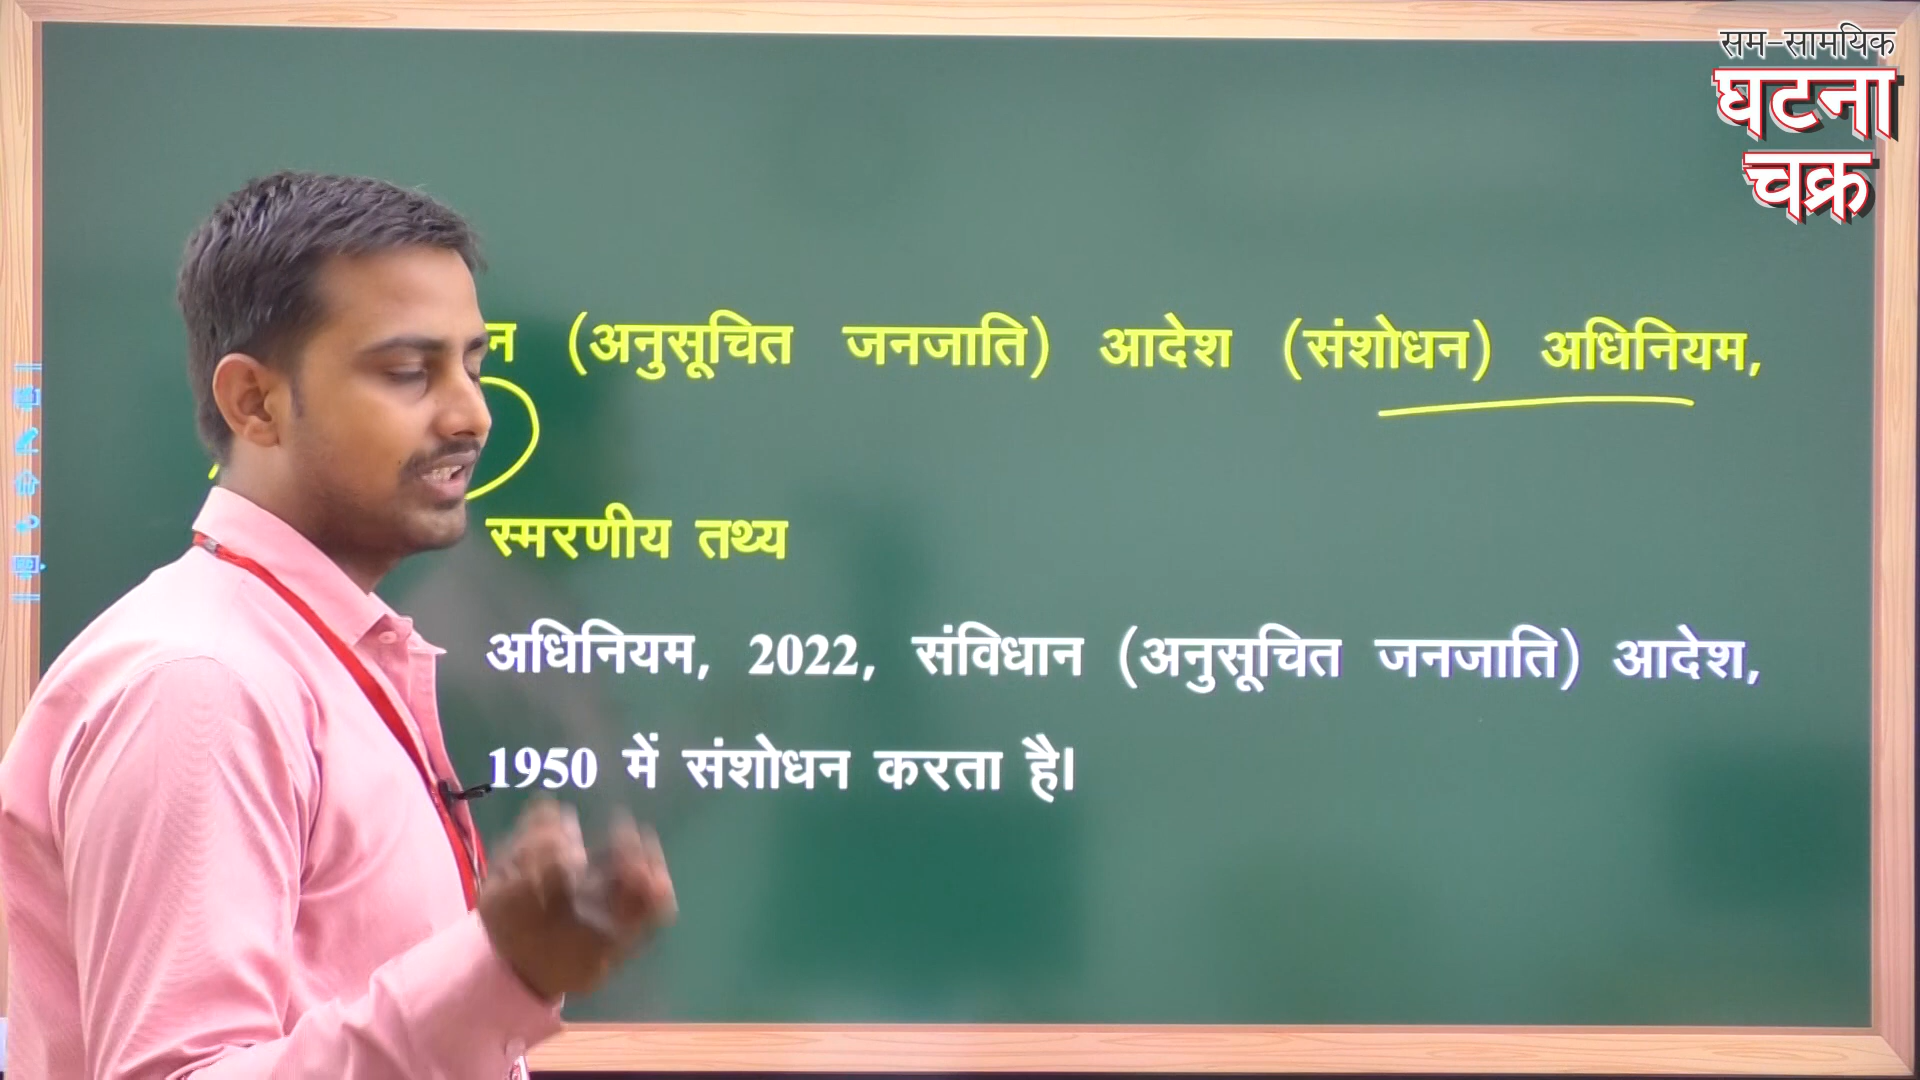 सम-सामयिक
घटना
चक्र
न (अनुसूचित जनजाति) आदेश (संशोधन) अधिनियम,
स्मरणीय तथ्य
अधिनियम, 2022, संविधान (अनुसूचित जनजाति) आदेश,
1950 में संशोधन करता है।